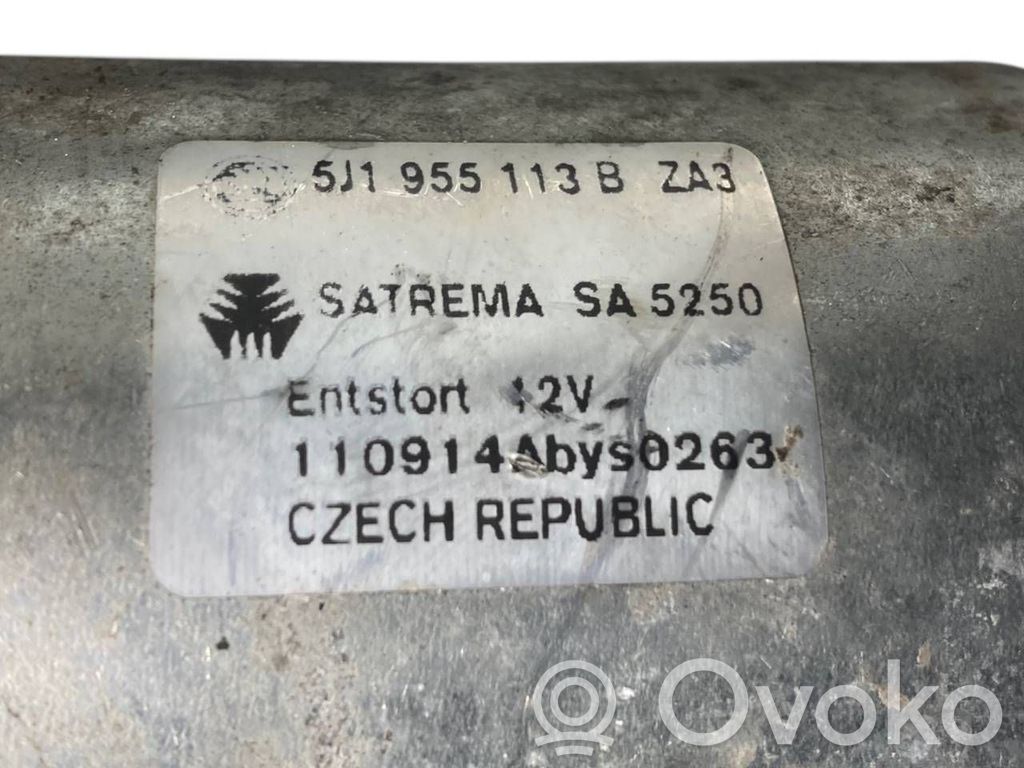 5J1 955 113 B ZA3
SATREMA SA 5250
Entstort 12V
110914Abys0263
CZECH REPUBLIC
Ovoko